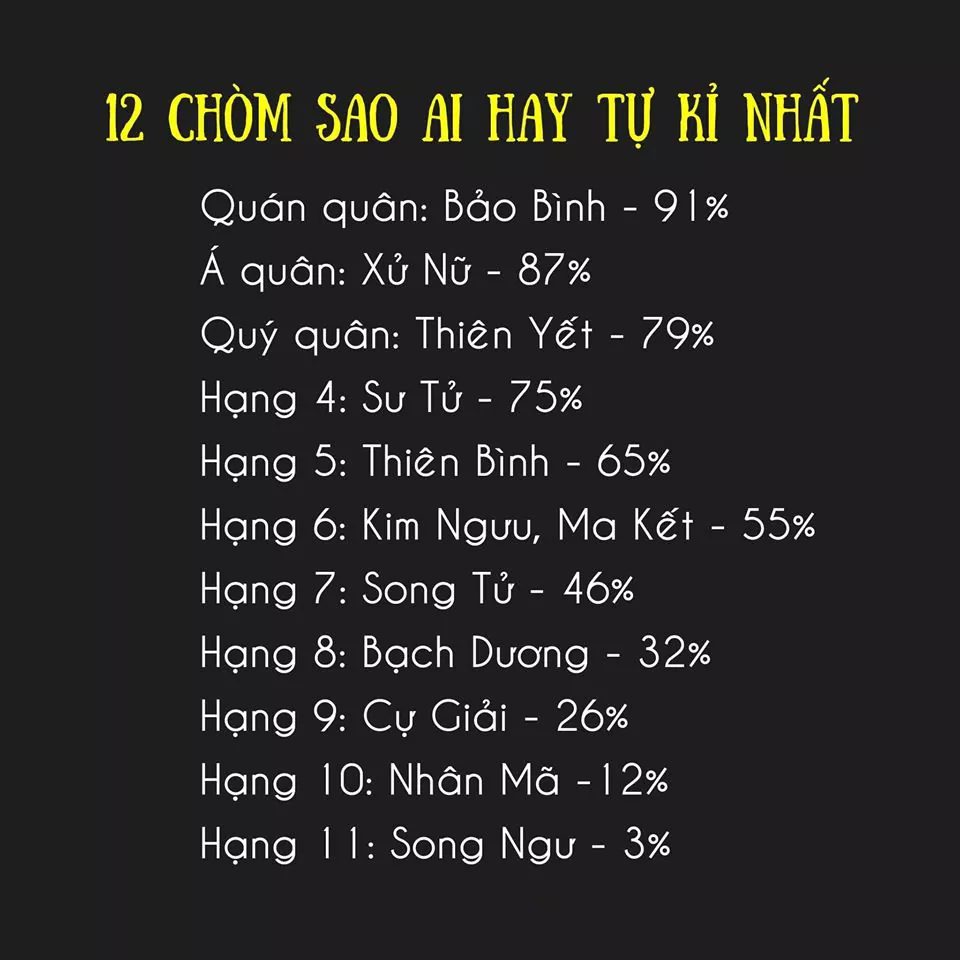 12 CHÒM SAO AI HAY TỰ KỈ NHẤT
Quán quân: Bảo Bình - 91%
Á quân: Xử Nữ - 87%
Quý quân: Thiên Yết - 79%
Hạng 4: Sư Tử - 75%
Hạng 5: Thiên Bình - 65%
Hạng 6: Kim Ngưu, Ma Kết - 55%
Hạng 7: Song Tử - 46%
Hạng 8: Bạch Dương - 32%
Hạng 9: Cự Giải - 26%
Hạng 10: Nhân Mã -12%
Hạng 11: Song Ngư - 3%